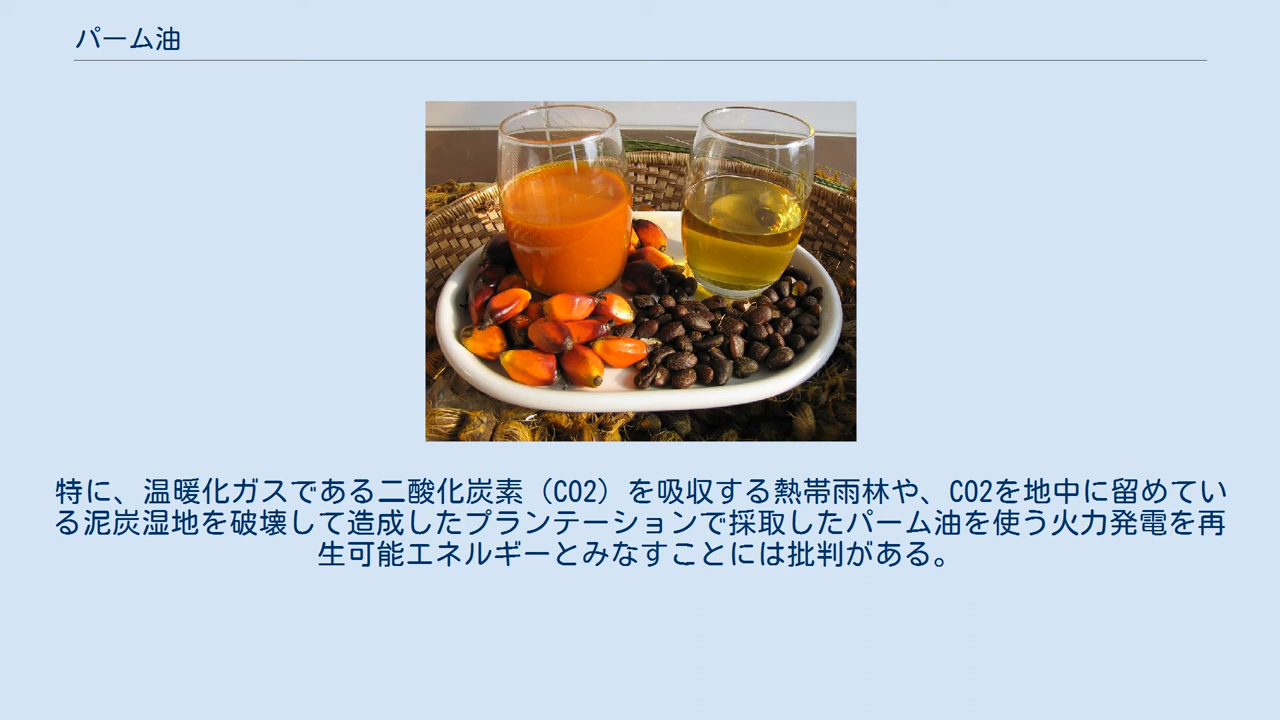 パーム油
特に、温暖化ガスである二酸化炭素（CO2）を吸収する熱帯雨林や、CO2を地中に留めてい
る泥炭湿地を破壊して造成したプランテーションで採取したパーム油を使う火力発電を再
生可能エネルギーとみなすことには批判がある。